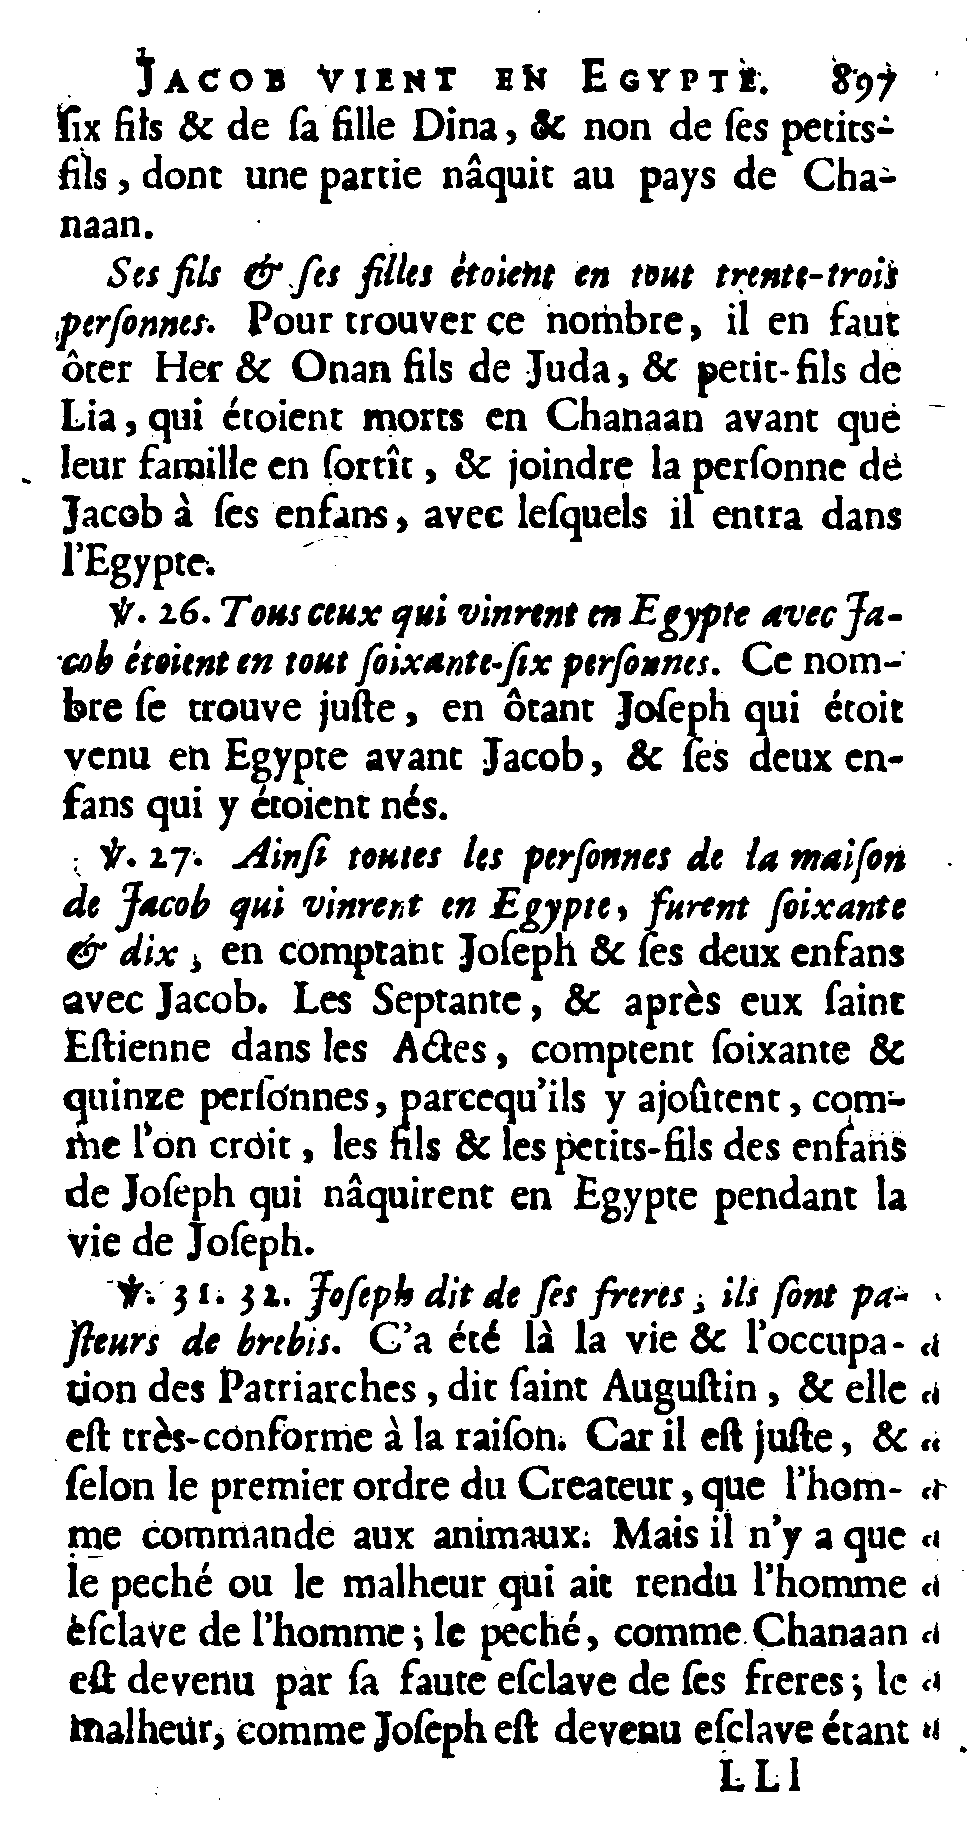 JACOB VIENT EN EGYPTE. 897
ſix fils & de ſa fille Dina, & non de ſes petits-
fils, dont une partie nâquit au pays de Cha-
naan.
Ses fils & ſes filles étoient en tout trente-trois
perſonnes. Pour trouver ce nombre, il en faut
ôter Her & Onan fils de Juda, & petit-fils de
Lia, qui étoient morts en Chanaan avant que
leur famille en ſortît, & joindre la perſonne de
Jacob à ſes enfans, avec leſquels il entra dans
l'Egypte.
℣. 26. Tous ceux qui vinrent en Egypte avec Ja-
cob étoient en tout ſoixante-ſix perſonnes. Ce nom-
bre ſe trouve juſte, en ôtant Joſeph qui étoit
venu en Egypte avant Jacob, & ſes deux en-
fans qui y étoient nés.
℣. 27. Ainſi toutes les perſonnes de la maiſon
de Jacob qui vinrent en Egypte, furent ſoixante
& dix, en comptant Joſeph & ſes deux enfans
avec Jacob. Les Septante, & après eux ſaint
Eſtienne dans les Actes, comptent ſoixante &
quinze perſonnes, parcequ'ils y ajoûtent, com-
me l'on croit, les fils & les petits-fils des enfans
de Joſeph qui nâquirent en Egypte pendant la
vie de Joſeph.
℣. 31. 32. Joſeph dit de ſes freres, ils ſont pa-
ſteurs de brebis. C'a été là la vie & l'occupa- "
tion des Patriarches, dit ſaint Auguſtin, & elle "
eſt très-conforme à la raiſon. Car il eſt juſte, & "
ſelon le premier ordre du Createur, que l'hom- "
me commande aux animaux. Mais il n'y a que "
le peché ou le malheur qui ait rendu l'homme "
eſclave de l'homme; le peché, comme Chanaan "
eſt devenu par ſa faute eſclave de ſes freres; le "
malheur, comme Joſeph eſt devenu eſclave étant "
LLl